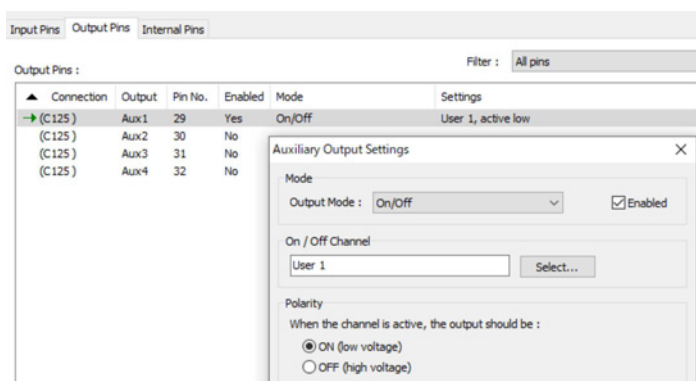 Input Pins Output Pins Internal Pins
Filter : All pins
Output Pins :
Connection Output Pin No. Enabled Mode Settings
(C125 ) Aux1 29 Yes On/Off User 1, active low
(C125 ) Aux2 30 No
(C125 ) Aux3 31 No
(C125 ) Aux4 32 No
Auxiliary Output Settings
Mode
Output Mode : On/Off Enabled
On / Off Channel
User 1 Select...
Polarity
When the channel is active, the output should be :
ON (low voltage)
OFF (high voltage)